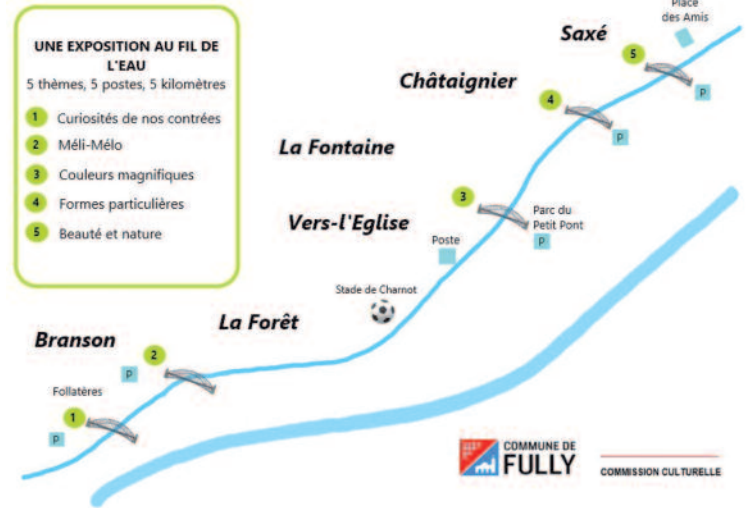 UNE EXPOSITION AU FIL DE
L'EAU
5 thèmes, 5 postes, 5 kilomètres
1 Curiosités de nos contrées
2 Méli-Mélo
3 Couleurs magnifiques
4 Formes particulières
5 Beauté et nature
Place
des Amis
Saxé
5
P
Châtaignier
4
P
La Fontaine
3
Vers-l'Eglise
Parc du
Petit Pont
P
Poste
Stade de Charnot
La Forêt
Branson
2
P
Follatères
1
P
COMMUNE DE
FULLY
COMMISSION CULTURELLE